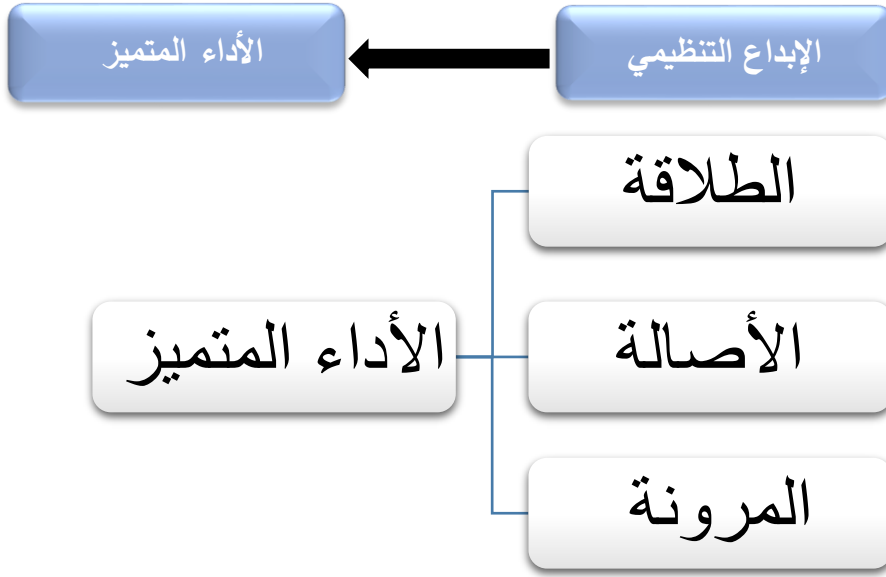 الإبداع التنظيمي
الأداء المتميز
الطلاقة
الأصالة
الأداء المتميز
المرونة